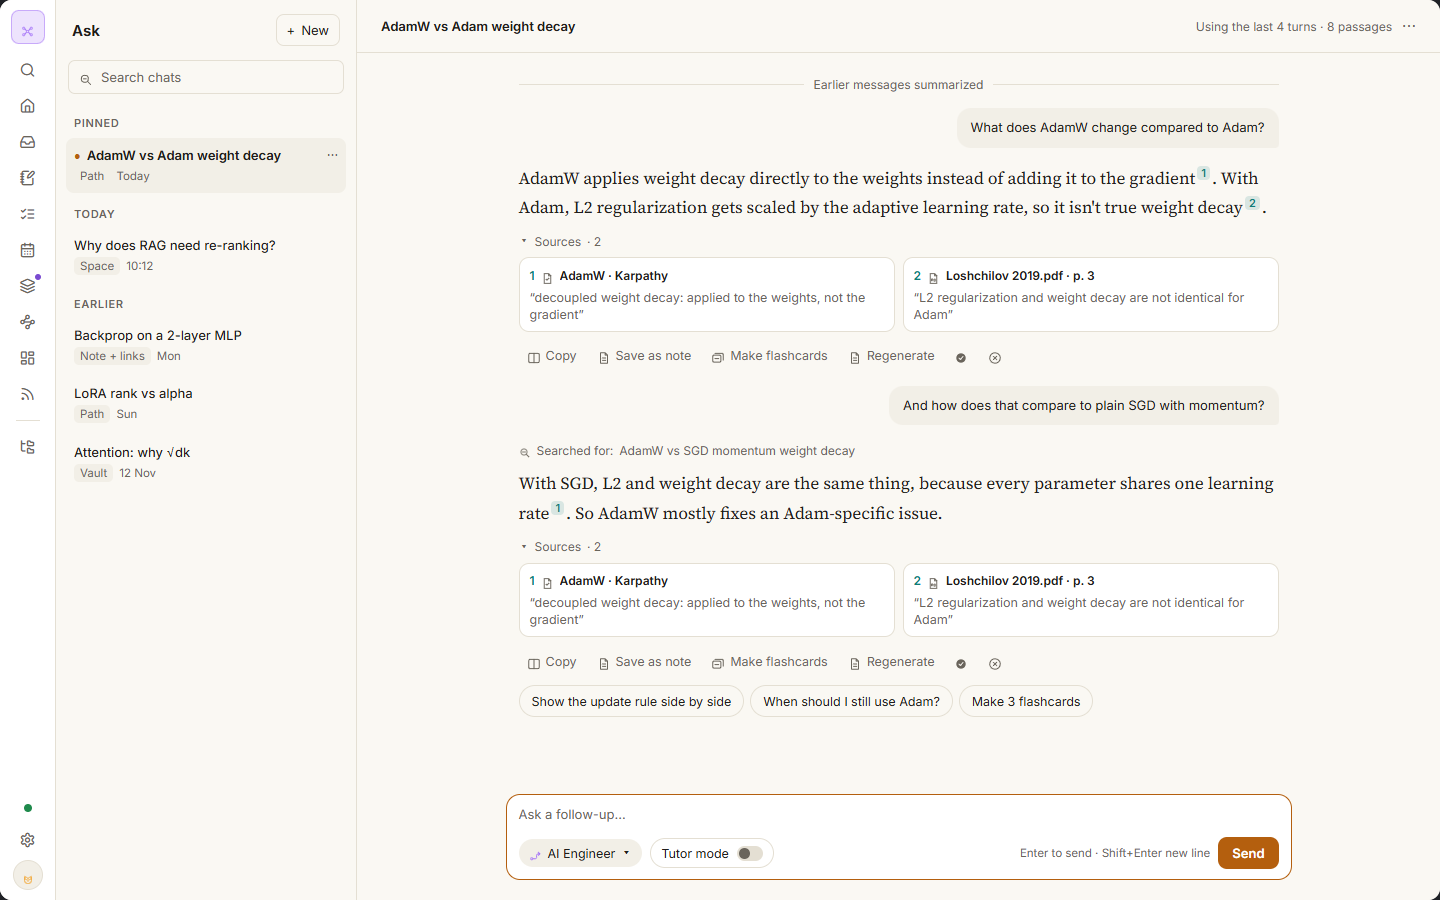 Ask
+ New
Search chats
PINNED
AdamW vs Adam weight decay
Path Today
TODAY
Why does RAG need re-ranking?
Space 10:12
EARLIER
Backprop on a 2-layer MLP
Note + links Mon
LoRA rank vs alpha
Path Sun
Attention: why √dk
Vault 12 Nov
AdamW vs Adam weight decay
Using the last 4 turns · 8 passages
Earlier messages summarized
What does AdamW change compared to Adam?
AdamW applies weight decay directly to the weights instead of adding it to the gradient 1 . With
Adam, L2 regularization gets scaled by the adaptive learning rate, so it isn't true weight decay 2 .
Sources · 2
1 AdamW · Karpathy
“decoupled weight decay: applied to the weights, not the
gradient”
2 Loshchilov 2019.pdf · p. 3
“L2 regularization and weight decay are not identical for
Adam”
Copy Save as note Make flashcards Regenerate
And how does that compare to plain SGD with momentum?
Searched for: AdamW vs SGD momentum weight decay
With SGD, L2 and weight decay are the same thing, because every parameter shares one learning
rate 1 . So AdamW mostly fixes an Adam-specific issue.
Sources · 2
1 AdamW · Karpathy
“decoupled weight decay: applied to the weights, not the
gradient”
2 Loshchilov 2019.pdf · p. 3
“L2 regularization and weight decay are not identical for
Adam”
Copy Save as note Make flashcards Regenerate
Show the update rule side by side When should I still use Adam? Make 3 flashcards
Ask a follow-up...
AI Engineer Tutor mode Enter to send · Shift+Enter new line Send